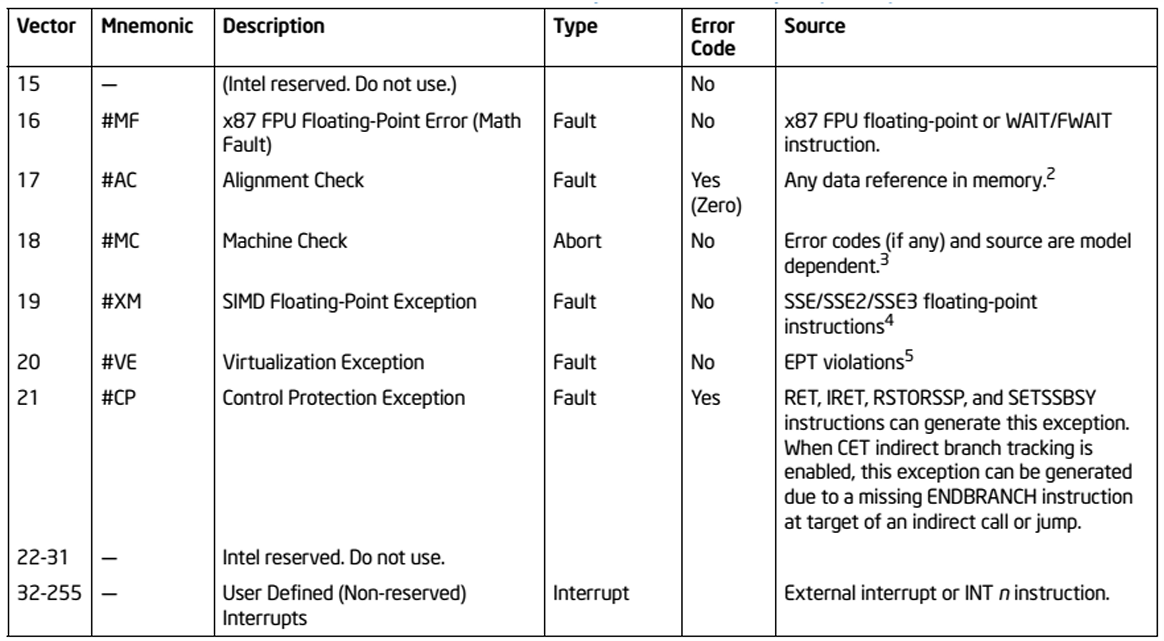 Vector Mnemonic Description Type Error Code Source
15 — (Intel reserved. Do not use.) No
16 #MF x87 FPU Floating-Point Error (Math Fault) Fault No x87 FPU floating-point or WAIT/FWAIT instruction.
17 #AC Alignment Check Fault Yes (Zero) Any data reference in memory.2
18 #MC Machine Check Abort No Error codes (if any) and source are model dependent.3
19 #XM SIMD Floating-Point Exception Fault No SSE/SSE2/SSE3 floating-point instructions4
20 #VE Virtualization Exception Fault No EPT violations5
21 #CP Control Protection Exception Fault Yes RET, IRET, RSTORSSP, and SETSSBSY
instructions can generate this exception.
When CET indirect branch tracking is
enabled, this exception can be generated
due to a missing ENDBRANCH instruction
at target of an indirect call or jump.
22-31 — Intel reserved. Do not use.
32-255 — User Defined (Non-reserved) Interrupts Interrupt External interrupt or INT n instruction.